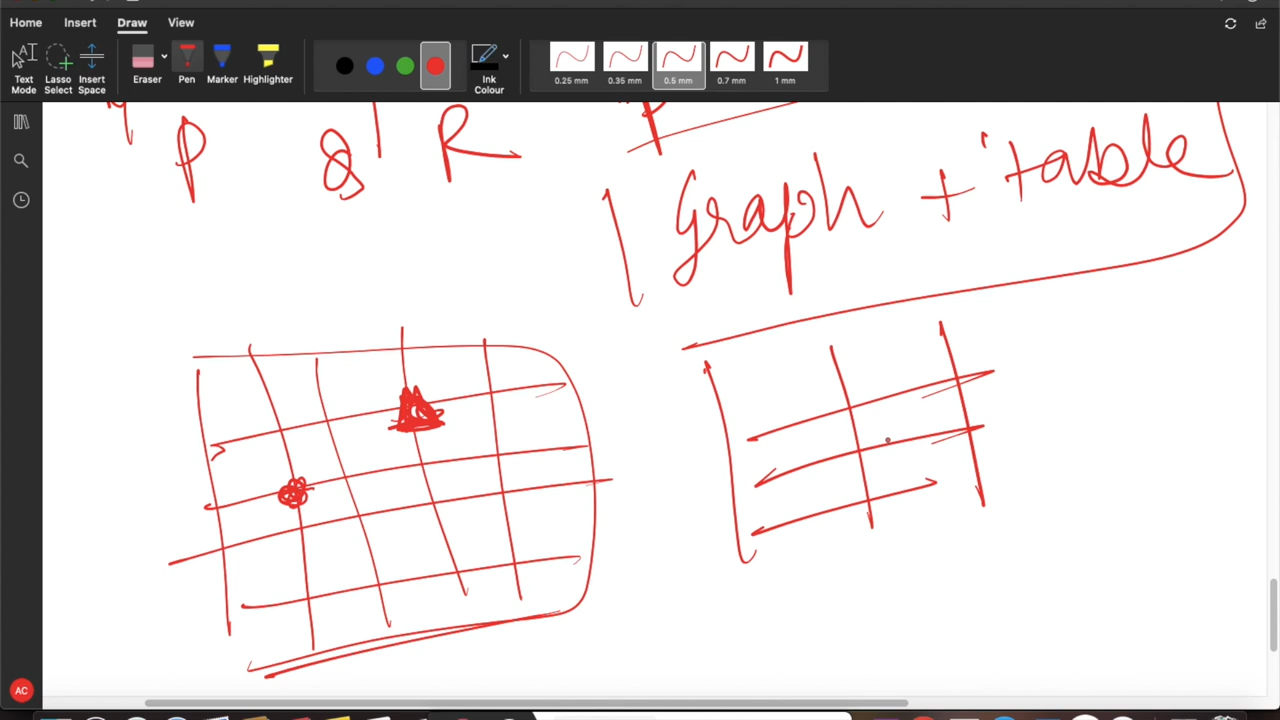 Home Insert Draw View
Text Mode Lasso Select Insert Space Eraser Pen Marker Highlighter Ink Colour 0.25 mm 0.35 mm 0.5 mm 0.7 mm 1 mm
P Q R
Graph + table
AC